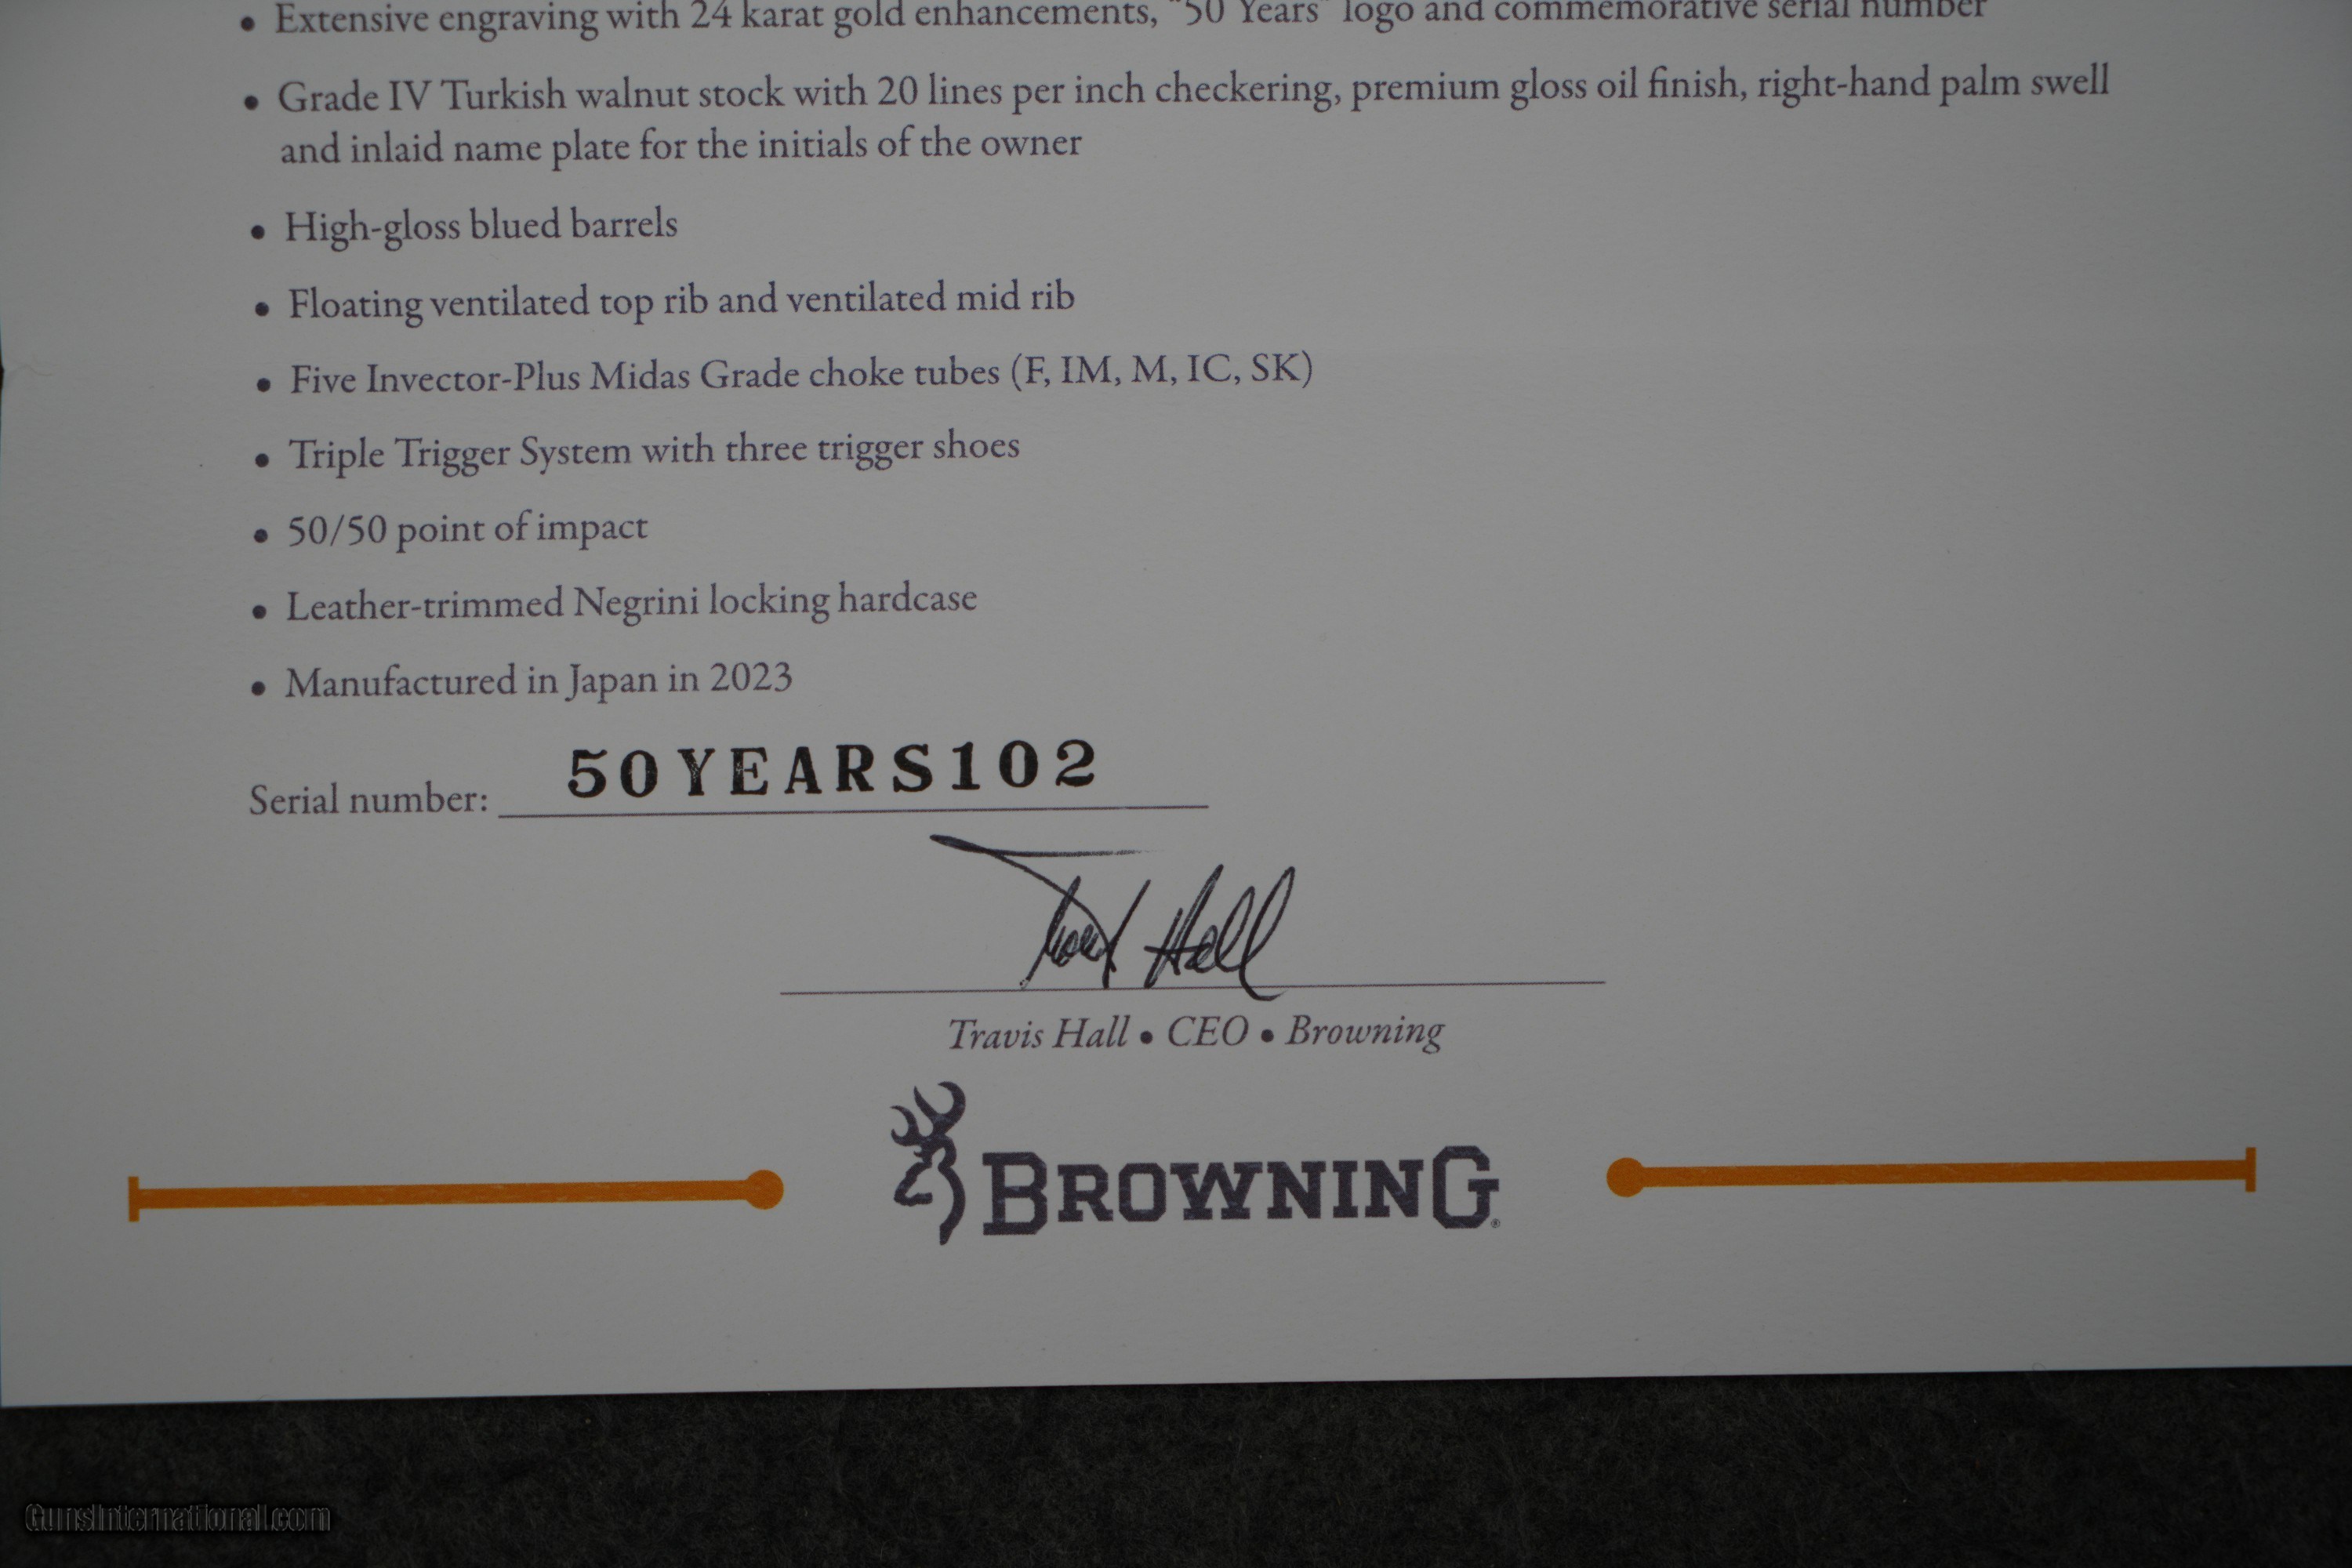 • Extensive engraving with 24 karat gold enhancements, "50 Years" logo and commemorative serial number
• Grade IV Turkish walnut stock with 20 lines per inch checkering, premium gloss oil finish, right-hand palm swell
and inlaid name plate for the initials of the owner
• High-gloss blued barrels
• Floating ventilated top rib and ventilated mid rib
• Five Invector-Plus Midas Grade choke tubes (F, IM, M, IC, SK)
• Triple Trigger System with three trigger shoes
• 50/50 point of impact
• Leather-trimmed Negrini locking hardcase
• Manufactured in Japan in 2023
Serial number: 50YEARS102
Travis Hall
Travis Hall • CEO • Browning
BROWNING®
GunsInternational.com